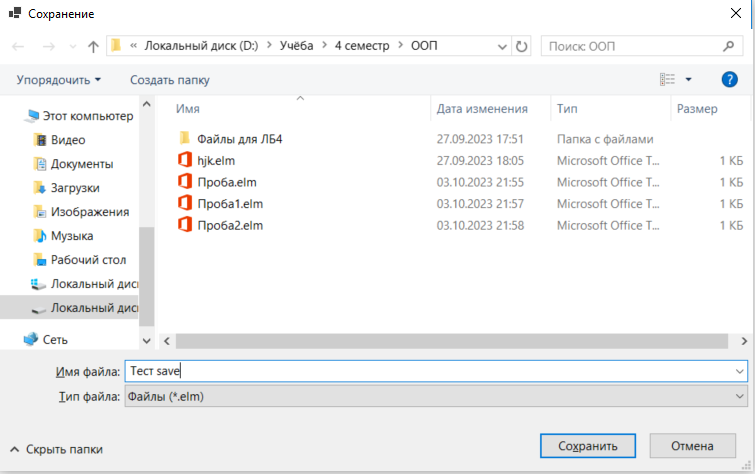 Сохранение
« Локальный диск (D:) › Учёба › 4 семестр › ООП
Поиск: ООП
Упорядочить
Создать папку
?
Этот компьютер
Видео
Документы
Загрузки
Изображения
Музыка
Рабочий стол
Локальный дис
Локальный дис
Сеть
Имя Дата изменения Тип Размер
Файлы для ЛБ4 27.09.2023 17:51 Папка с файлами
hjk.elm 27.09.2023 18:05 Microsoft Office T... 1 КБ
Проба.elm 03.10.2023 21:55 Microsoft Office T... 1 КБ
Проба1.elm 03.10.2023 21:57 Microsoft Office T... 1 КБ
Проба2.elm 03.10.2023 21:58 Microsoft Office T... 1 КБ
Имя файла: Тест save
Тип файла: Файлы (*.elm)
Скрыть папки
Сохранить
Отмена